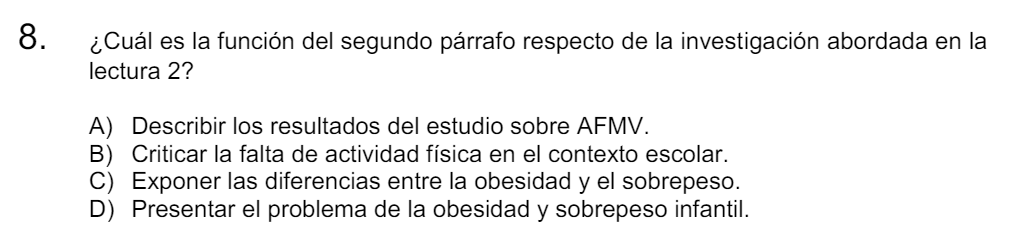 8. ¿Cuál es la función del segundo párrafo respecto de la investigación abordada en la
lectura 2?
A) Describir los resultados del estudio sobre AFMV.
B) Criticar la falta de actividad física en el contexto escolar.
C) Exponer las diferencias entre la obesidad y el sobrepeso.
D) Presentar el problema de la obesidad y sobrepeso infantil.